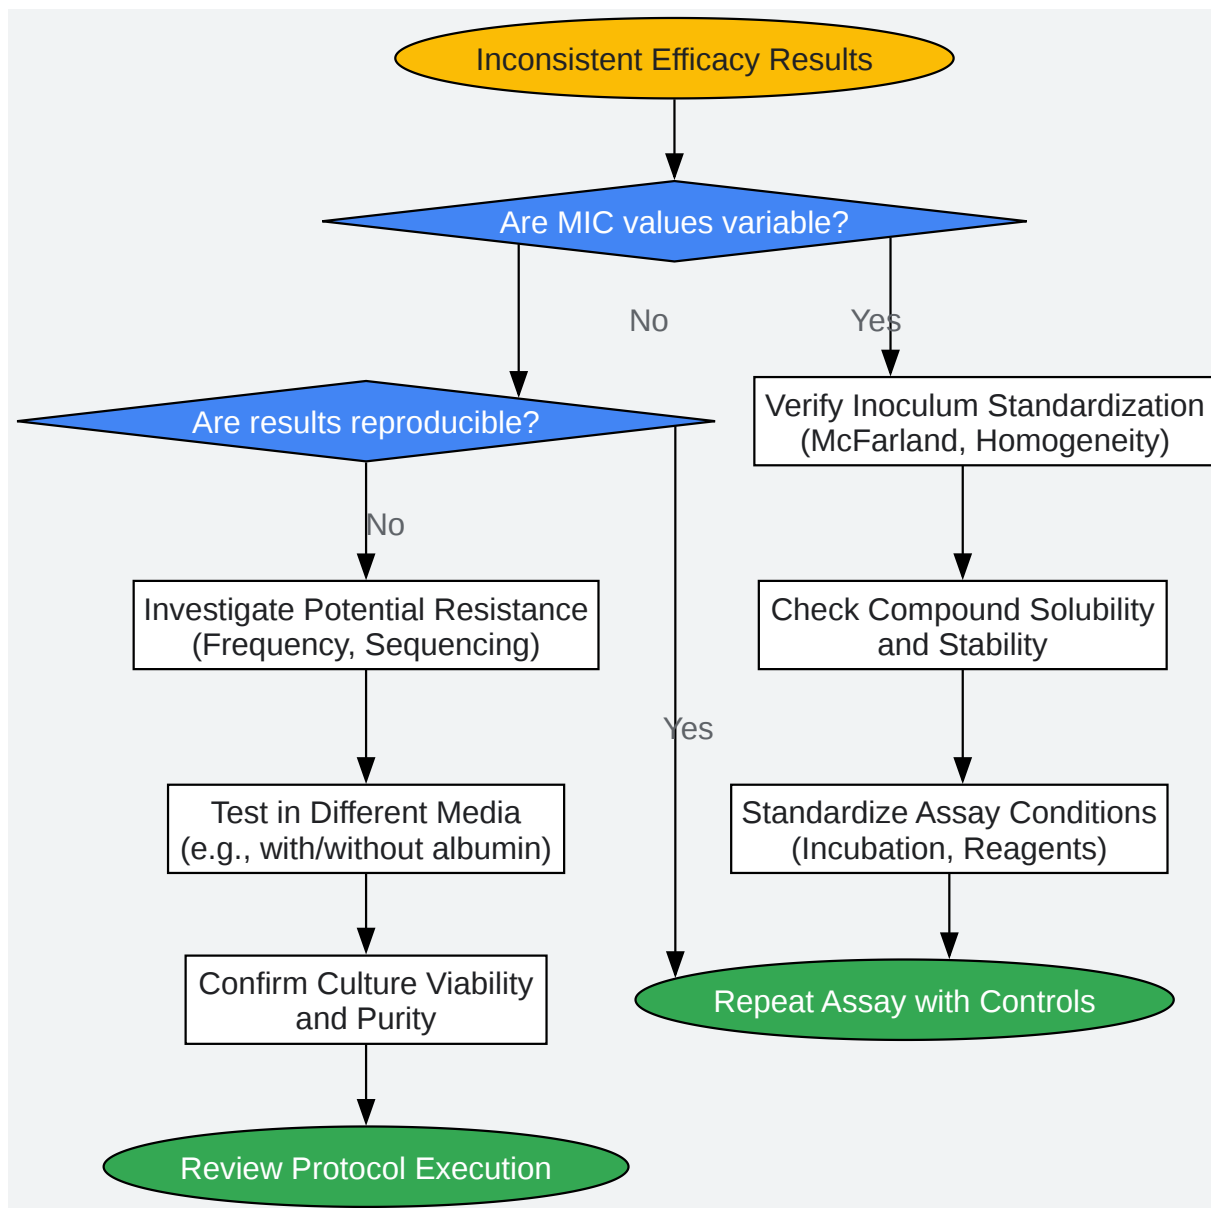 Inconsistent Efficacy Results
Are MIC values variable?
No
Yes
Are results reproducible?
Verify Inoculum Standardization
(McFarland, Homogeneity)
No
Investigate Potential Resistance
(Frequency, Sequencing)
Check Compound Solubility
and Stability
Yes
Test in Different Media
(e.g., with/without albumin)
Standardize Assay Conditions
(Incubation, Reagents)
Confirm Culture Viability
and Purity
Repeat Assay with Controls
Review Protocol Execution